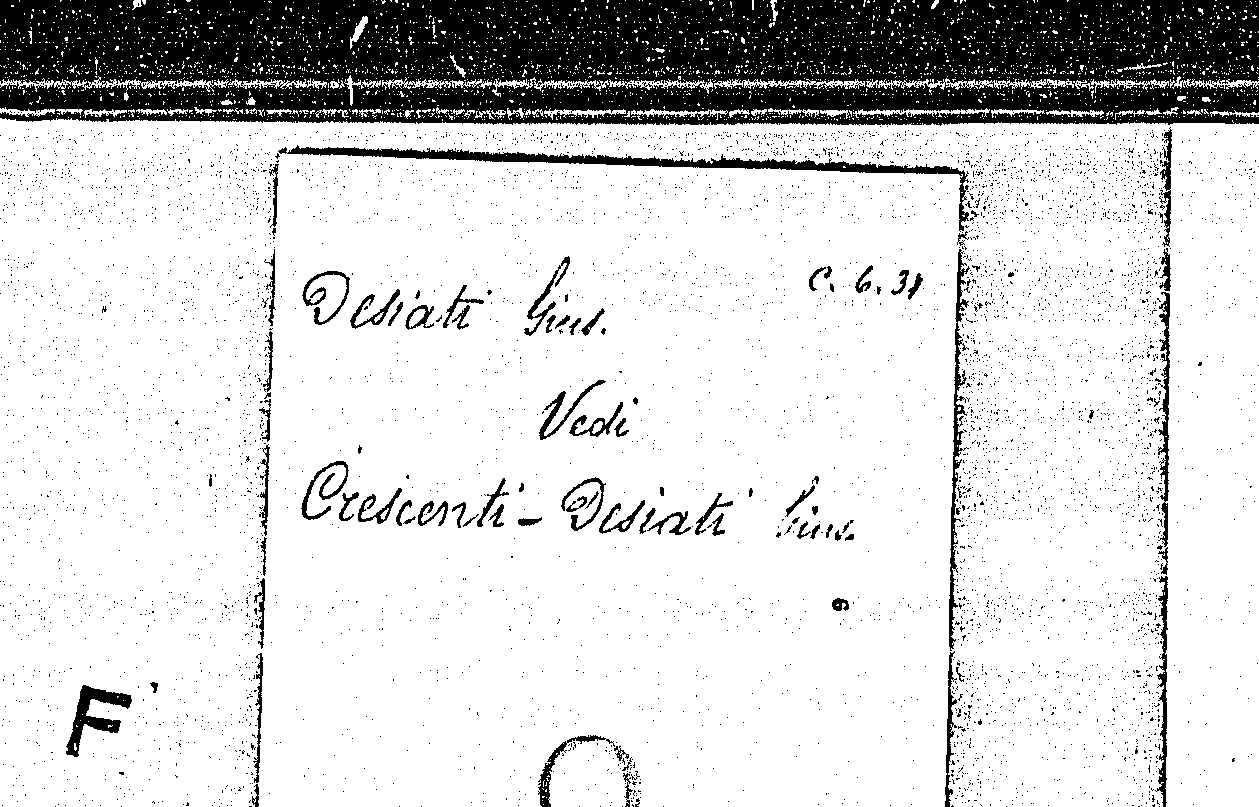 Desiati Gius. C. 6. 31
Vedi
Crescenti - Desiati Gius.
F